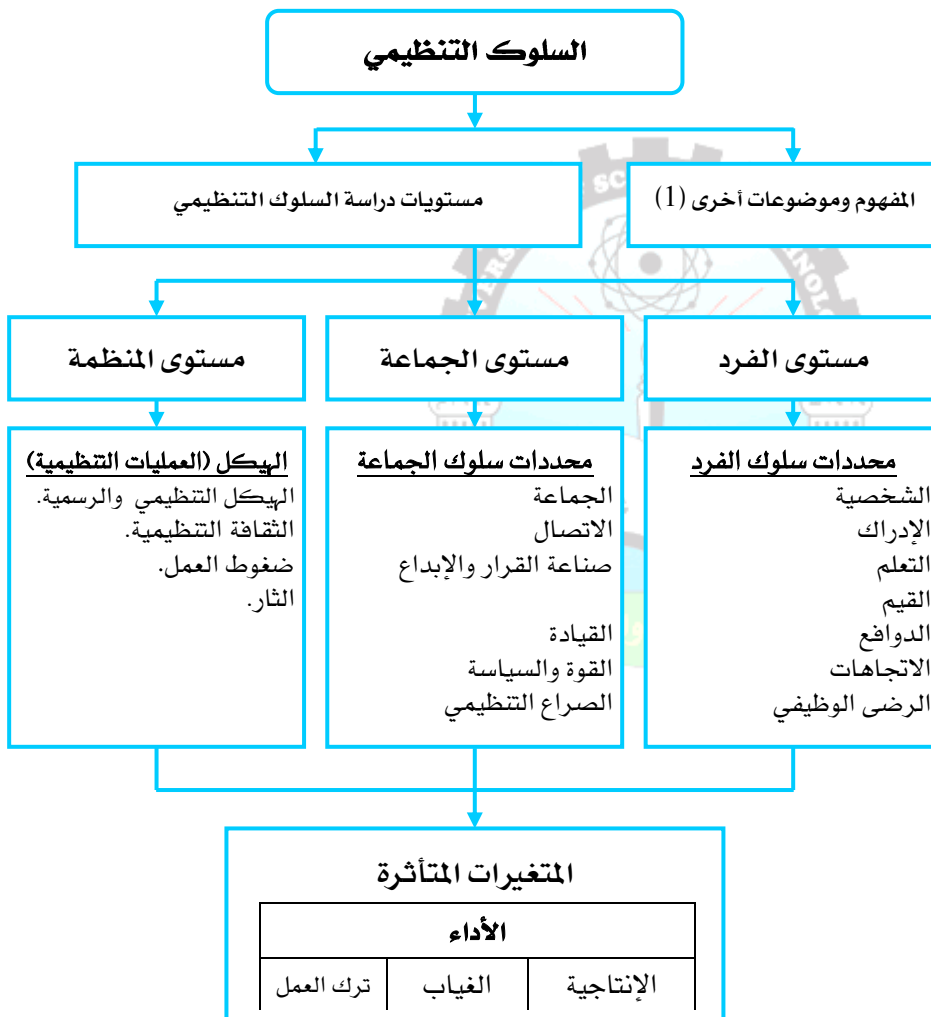 السلوك التنظيمي
المفهوم وموضوعات أخرى (1)
مستويات دراسة السلوك التنظيمي
مستوى الفرد
مستوى الجماعة
مستوى المنظمة
محددات سلوك الفرد
الشخصية
الإدراك
التعلم
القيم
الدوافع
الاتجاهات
الرضى الوظيفي
محددات سلوك الجماعة
الجماعة
الاتصال
صناعة القرار والإبداع
القيادة
القوة والسياسة
الصراع التنظيمي
الهيكل (العمليات التنظيمية)
الهيكل التنظيمي والرسمية.
الثقافة التنظيمية.
ضغوط العمل.
الثار.
المتغيرات المتأثرة
الأداء
الإنتاجية
الغياب
ترك العمل